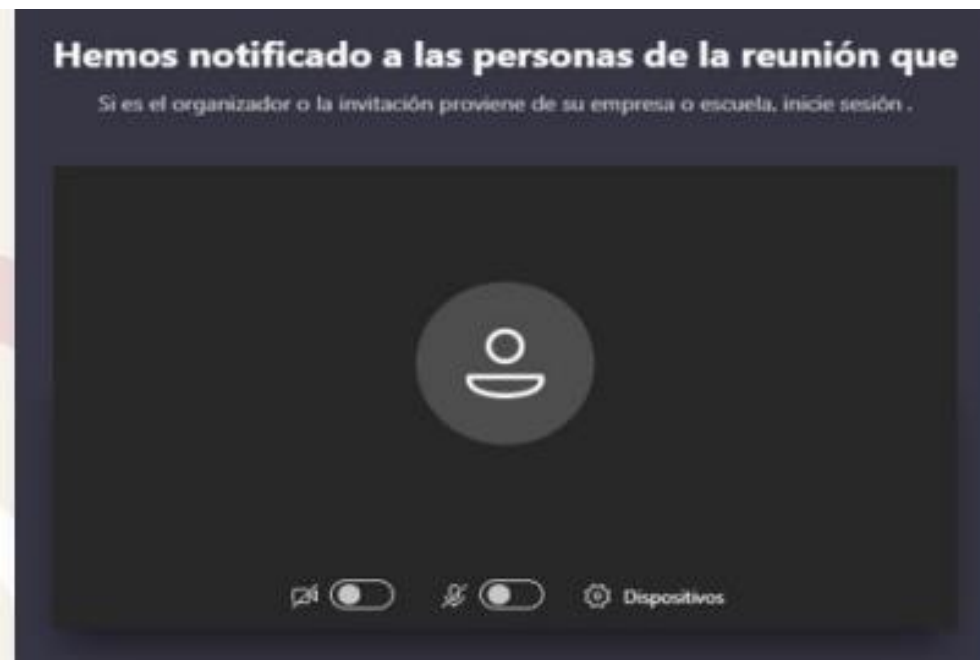 Hemos notificado a las personas de la reunión que
Si es el organizador o la invitación proviene de su empresa o escuela, inicie sesión .
Dispositivos